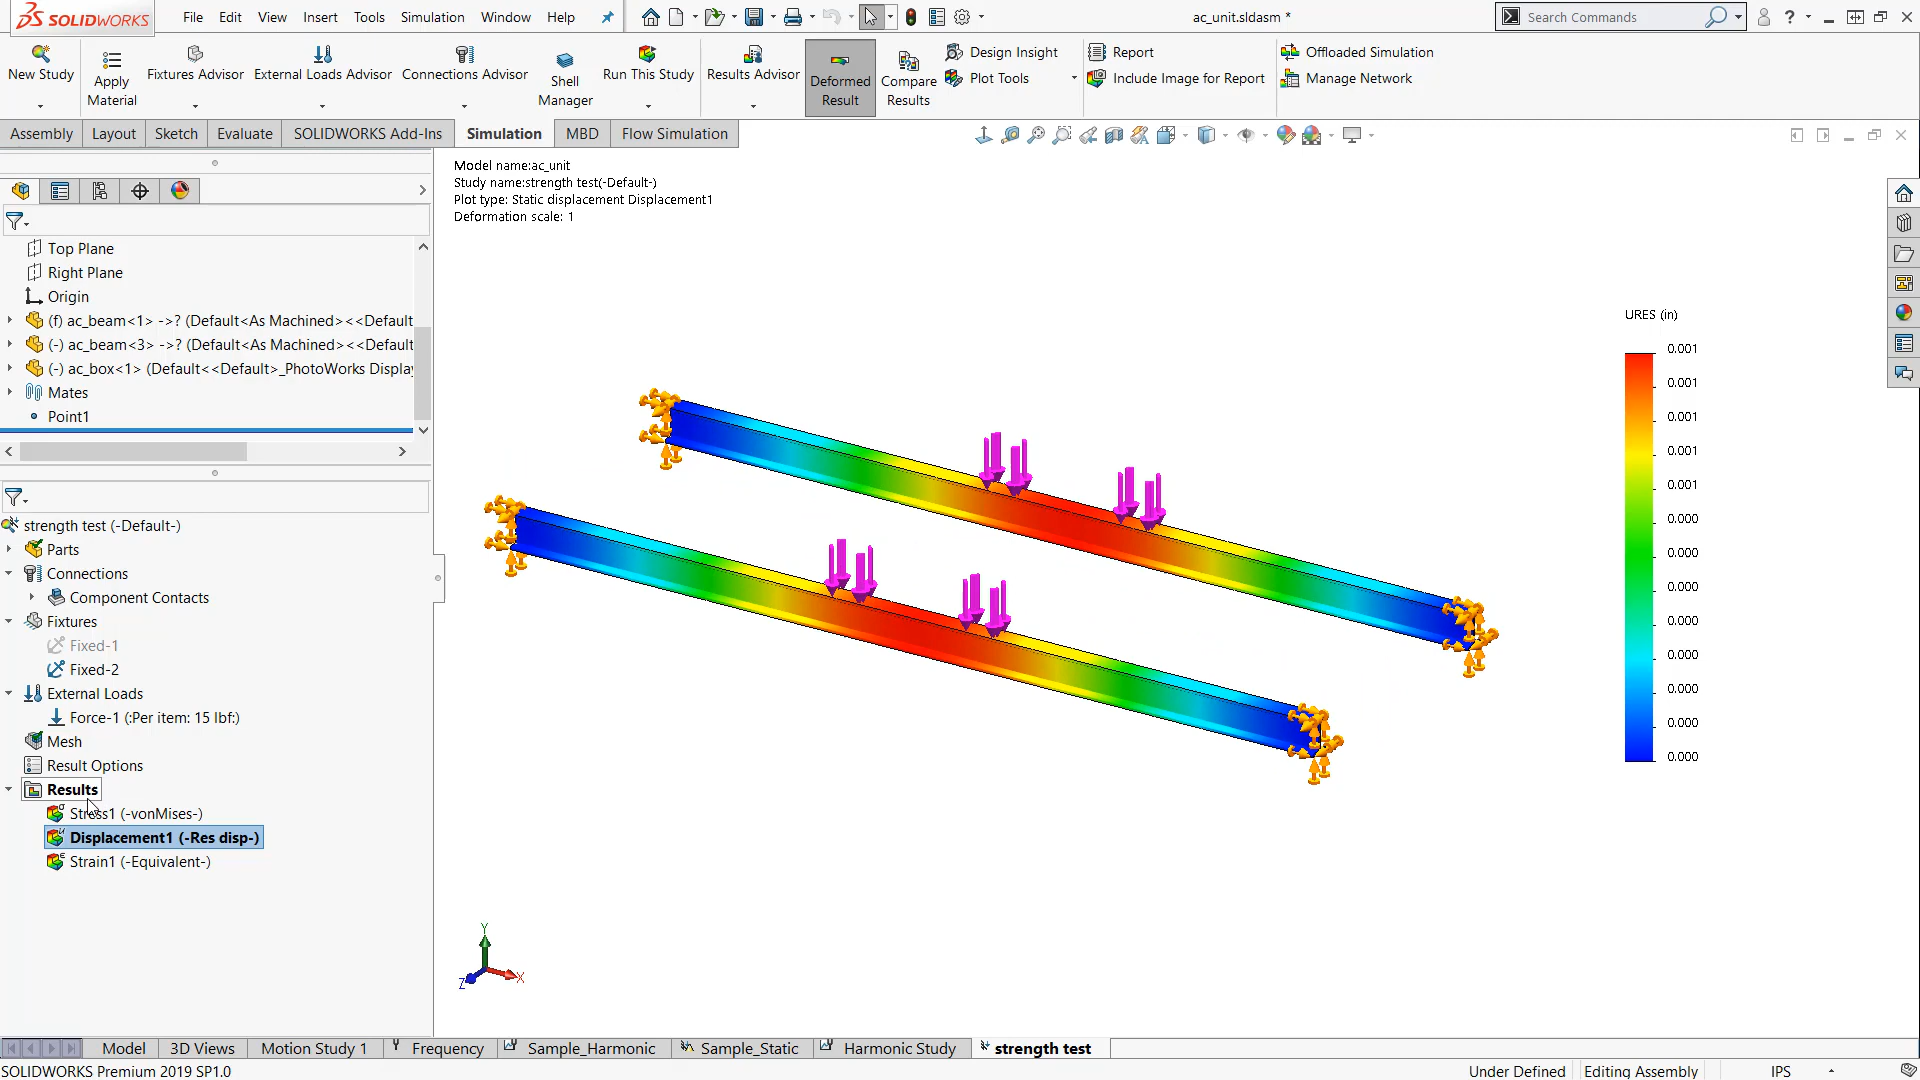 SOLIDWORKS
File Edit View Insert Tools Simulation Window Help
ac_unit.sldasm *
Search Commands
?
New Study
Apply Material
Fixtures Advisor
External Loads Advisor
Connections Advisor
Shell Manager
Run This Study
Results Advisor
Deformed Result
Compare Results
Design Insight
Plot Tools
Report
Include Image for Report
Offloaded Simulation
Manage Network
Assembly Layout Sketch Evaluate SOLIDWORKS Add-Ins Simulation MBD Flow Simulation
Top Plane
Right Plane
Origin
(f) ac_beam<1> ->? (Default<As Machined><<Default
(-) ac_beam<3> ->? (Default<As Machined><<Default
(-) ac_box<1> (Default<<Default>_PhotoWorks Display
Mates
Point1
strength test (-Default-)
Parts
Connections
Component Contacts
Fixtures
Fixed-1
Fixed-2
External Loads
Force-1 (:Per item: 15 lbf:)
Mesh
Result Options
Results
Stress1 (-vonMises-)
Displacement1 (-Res disp-)
Strain1 (-Equivalent-)
Model name:ac_unit
Study name:strength test(-Default-)
Plot type: Static displacement Displacement1
Deformation scale: 1
URES (in)
0.001
0.001
0.001
0.001
0.001
0.000
0.000
0.000
0.000
0.000
0.000
0.000
0.000
Y
X
Z
Model 3D Views Motion Study 1 Frequency Sample_Harmonic Sample_Static Harmonic Study strength test
SOLIDWORKS Premium 2019 SP1.0
Under Defined Editing Assembly IPS